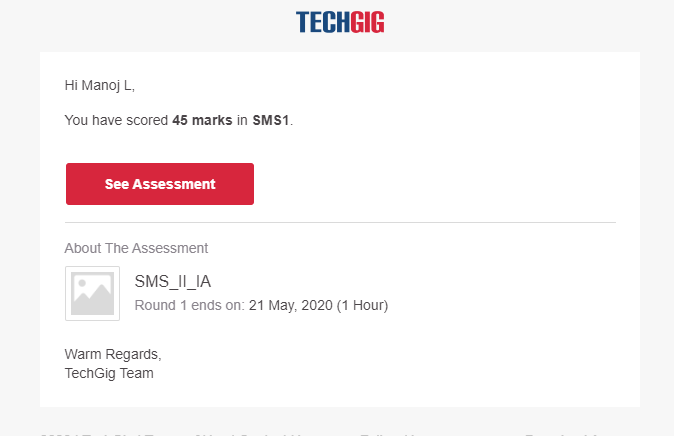 TECHGIG
Hi Manoj L,
You have scored 45 marks in SMS1.
See Assessment
About The Assessment
SMS_II_IA
Round 1 ends on: 21 May, 2020 (1 Hour)
Warm Regards,
TechGig Team